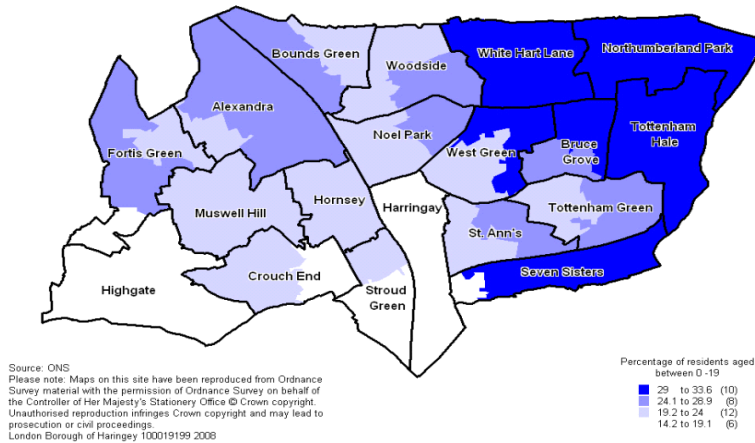 Bounds Green
Woodside
White Hart Lane
Northumberland Park
Alexandra
Noel Park
Tottenham
Hale
Fortis Green
West Green
Bruce
Grove
Muswell Hill
Hornsey
Harringay
Tottenham Green
St. Ann's
Crouch End
Seven Sisters
Highgate
Stroud
Green
Source: ONS
Please note: Maps on this site have been reproduced from Ordnance
Survey material with the permission of Ordnance Survey on behalf of
the Controller of Her Majesty's Stationery Office © Crown copyright.
Unauthorised reproduction infringes Crown copyright and may lead to
prosecution or civil proceedings.
London Borough of Haringey 100019199 2008
Percentage of residents aged
between 0 -19
29 to 33.6 (10)
24.1 to 28.9 (8)
19.2 to 24 (12)
14.2 to 19.1 (6)